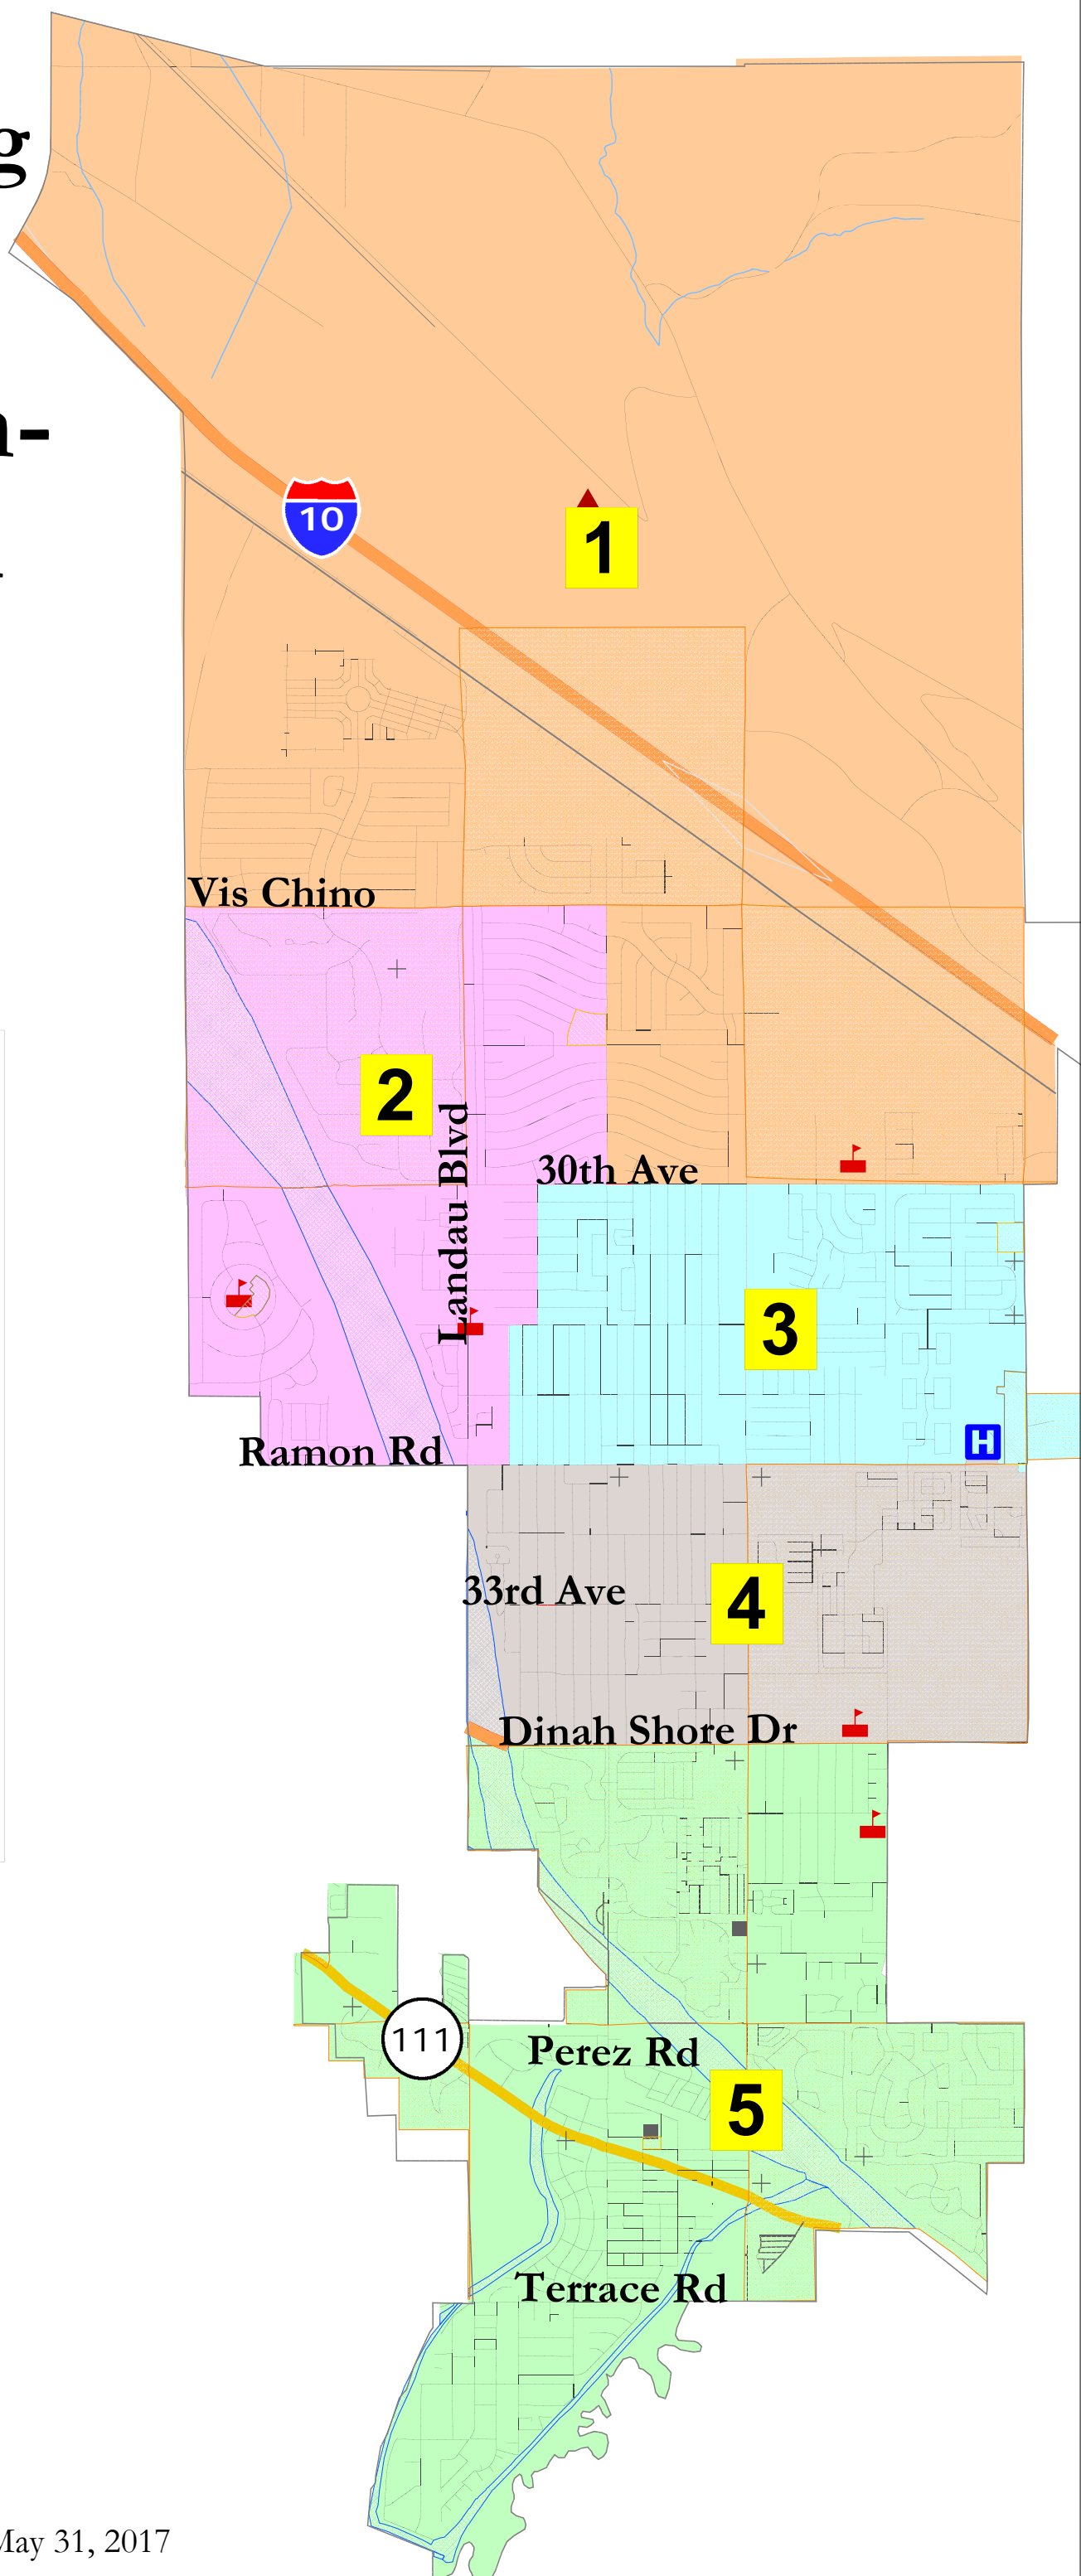 g
n-
10
1
Vis Chino
2
Landau Blvd
30th Ave
3
H
Ramon Rd
33rd Ave
4
Dinah Shore Dr
111
Perez Rd
5
Terrace Rd
May 31, 2017